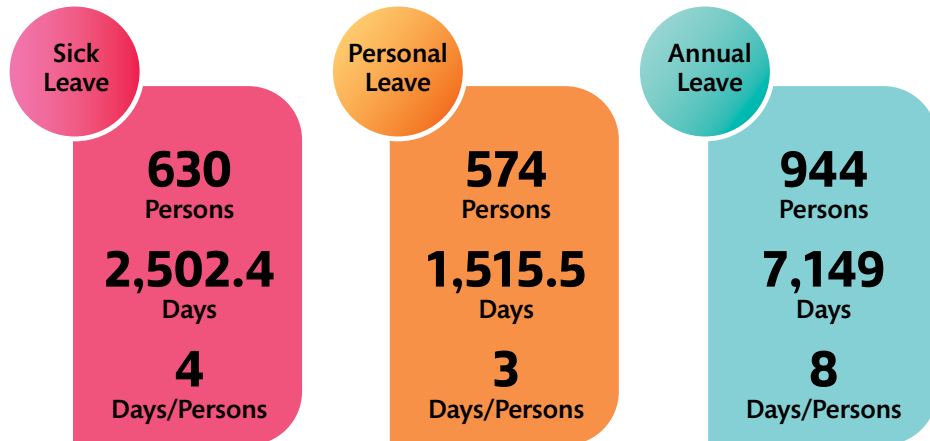 Sick
Leave
630
Persons
2,502.4
Days
4
Days/Persons
Personal
Leave
574
Persons
1,515.5
Days
3
Days/Persons
Annual
Leave
944
Persons
7,149
Days
8
Days/Persons